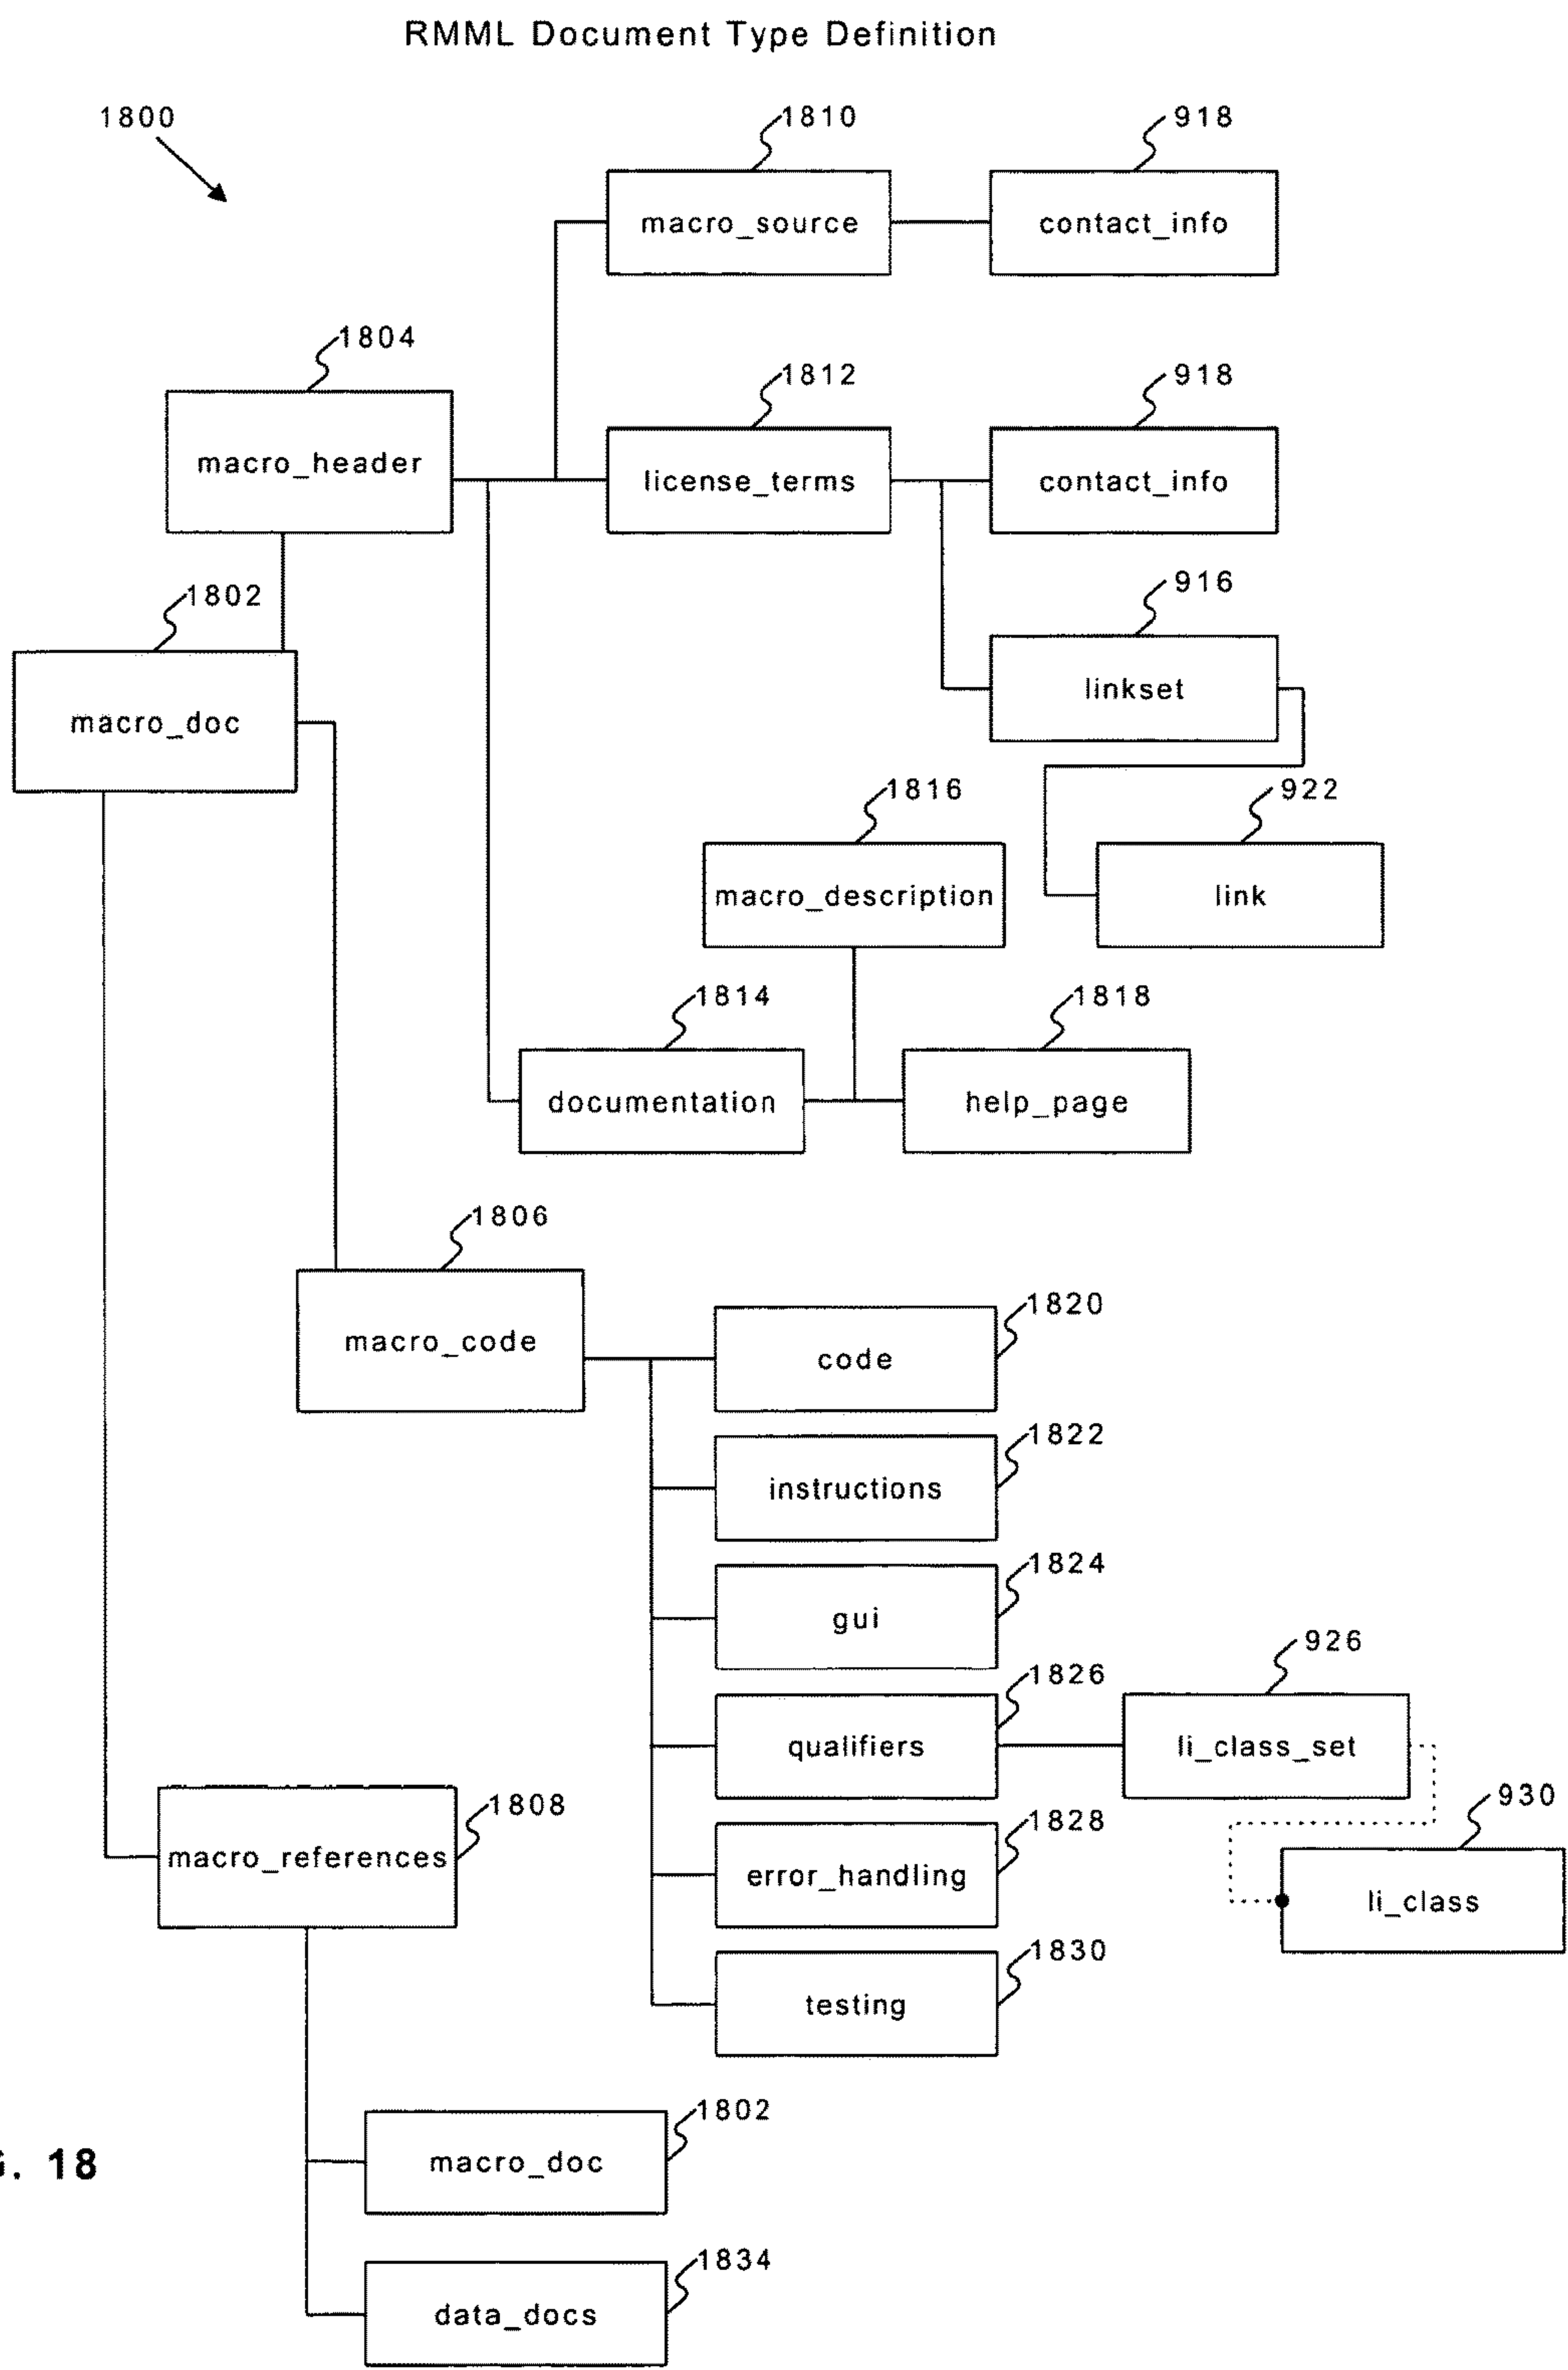 RMML Document Type Definition
1800
1810
918
macro_source
contact_info
1804
1812
918
macro_header
license_terms
contact_info
1802
916
macro_doc
linkset
1816
922
macro_description
link
1814
1818
documentation
help_page
1806
macro_code
1820
code
1822
instructions
1824
gui
1826
926
qualifiers
li_class_set
1808
macro_references
1828
930
error_handling
li_class
1830
testing
1802
macro_doc
. 18
1834
data_docs